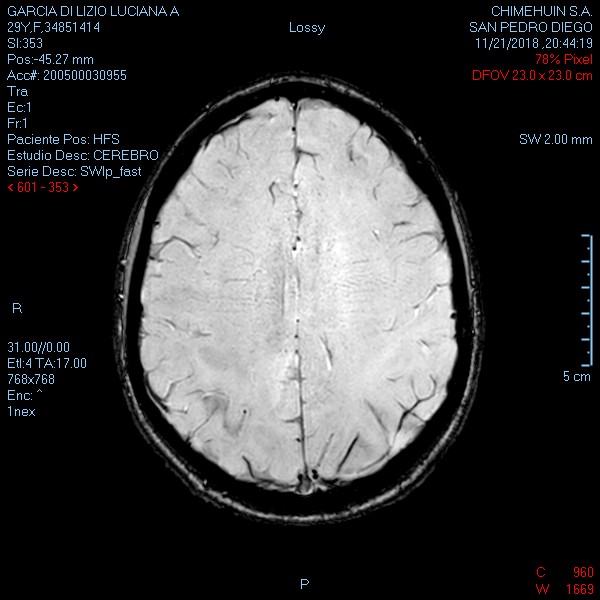 GARCIA DI LIZIO LUCIANA A
29Y,F,34851414
Sl:353
Pos:-45.27 mm
Acc#: 200500030955
Tra
Ec:1
Fr:1
Paciente Pos: HFS
Estudio Desc: CEREBRO
Serie Desc: SWIp_fast
< 601 - 353 >
Lossy
CHIMEHUIN S.A.
SAN PEDRO DIEGO
11/21/2018 ,20:44:19
78% Pixel
DFOV 23.0 x 23.0 cm
SW 2.00 mm
R
31.00//0.00
Etl:4 TA:17.00
768x768
Enc: ^
1nex
5 cm
P
C 960
W 1669